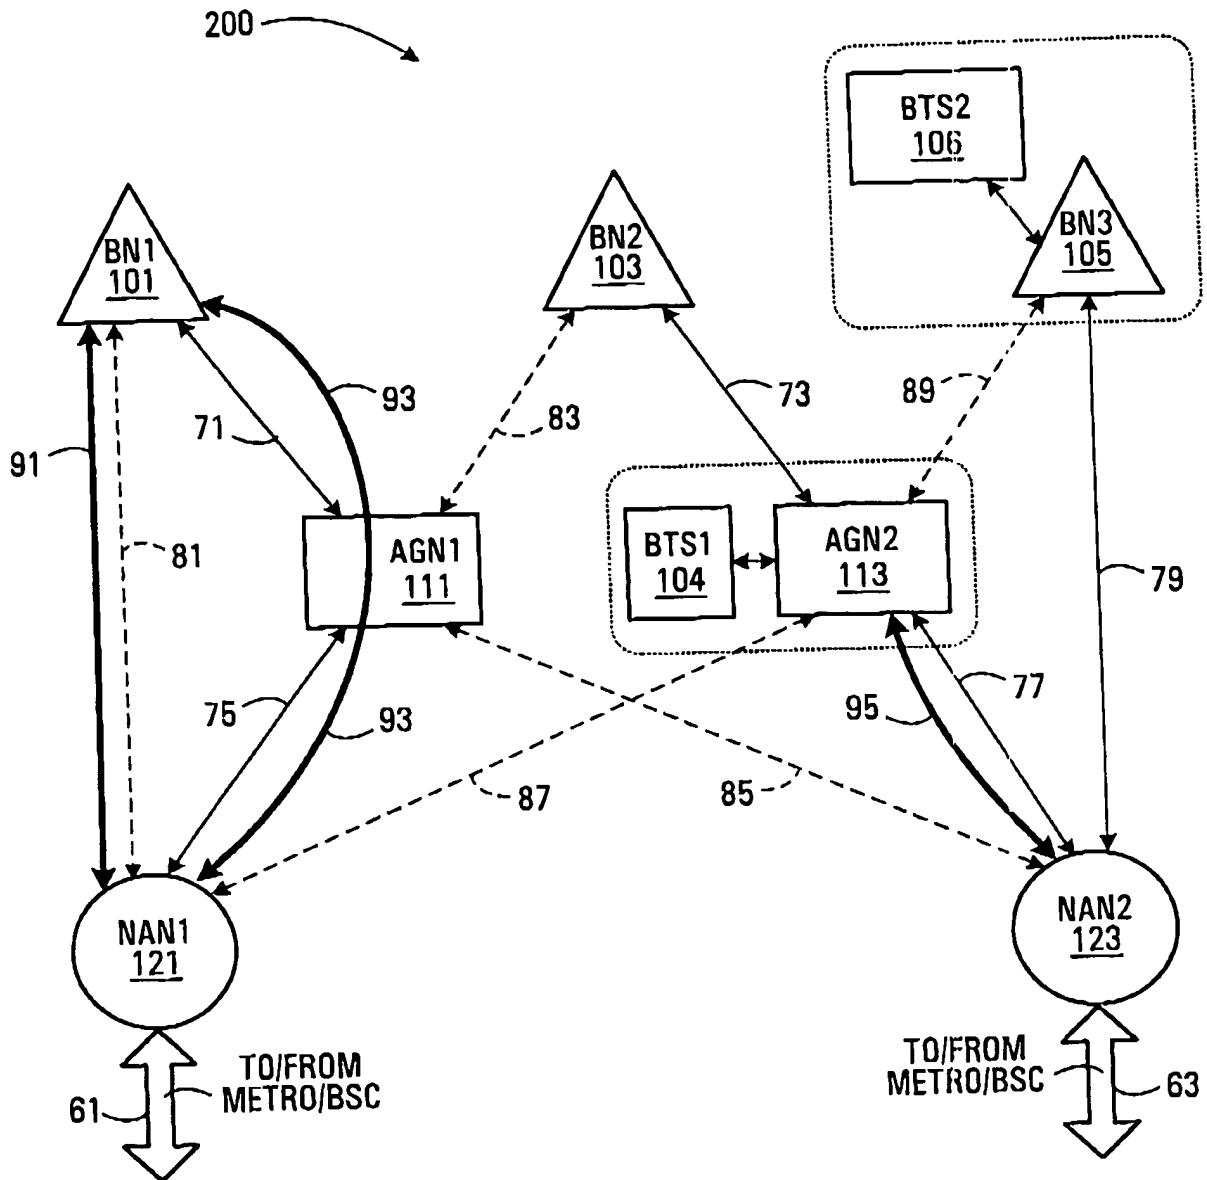 200
BTS2
106
BN1
101
BN2
103
BN3
105
93
71
83
73
89
91
81
AGN1
111
BTS1
104
AGN2
113
79
75
93
87
85
95
77
NAN1
121
NAN2
123
TO/FROM
METRO/BSC
61
TO/FROM
METRO/BSC
63